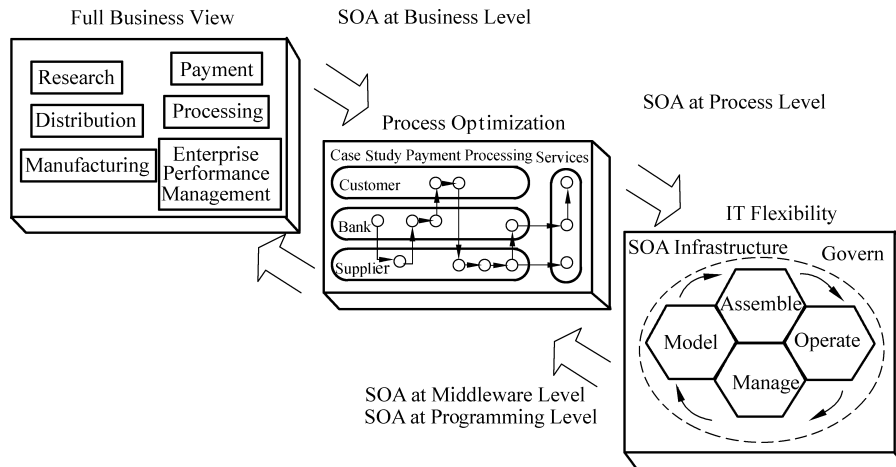 Full Business View
SOA at Business Level
Research
Payment
Distribution
Processing
Manufacturing
Enterprise
Performance
Management
SOA at Process Level
Process Optimization
Case Study Payment Processing Services
Customer
Bank
Supplier
IT Flexibility
SOA Infrastructure
Govern
Assemble
Model
Operate
Manage
SOA at Middleware Level
SOA at Programming Level